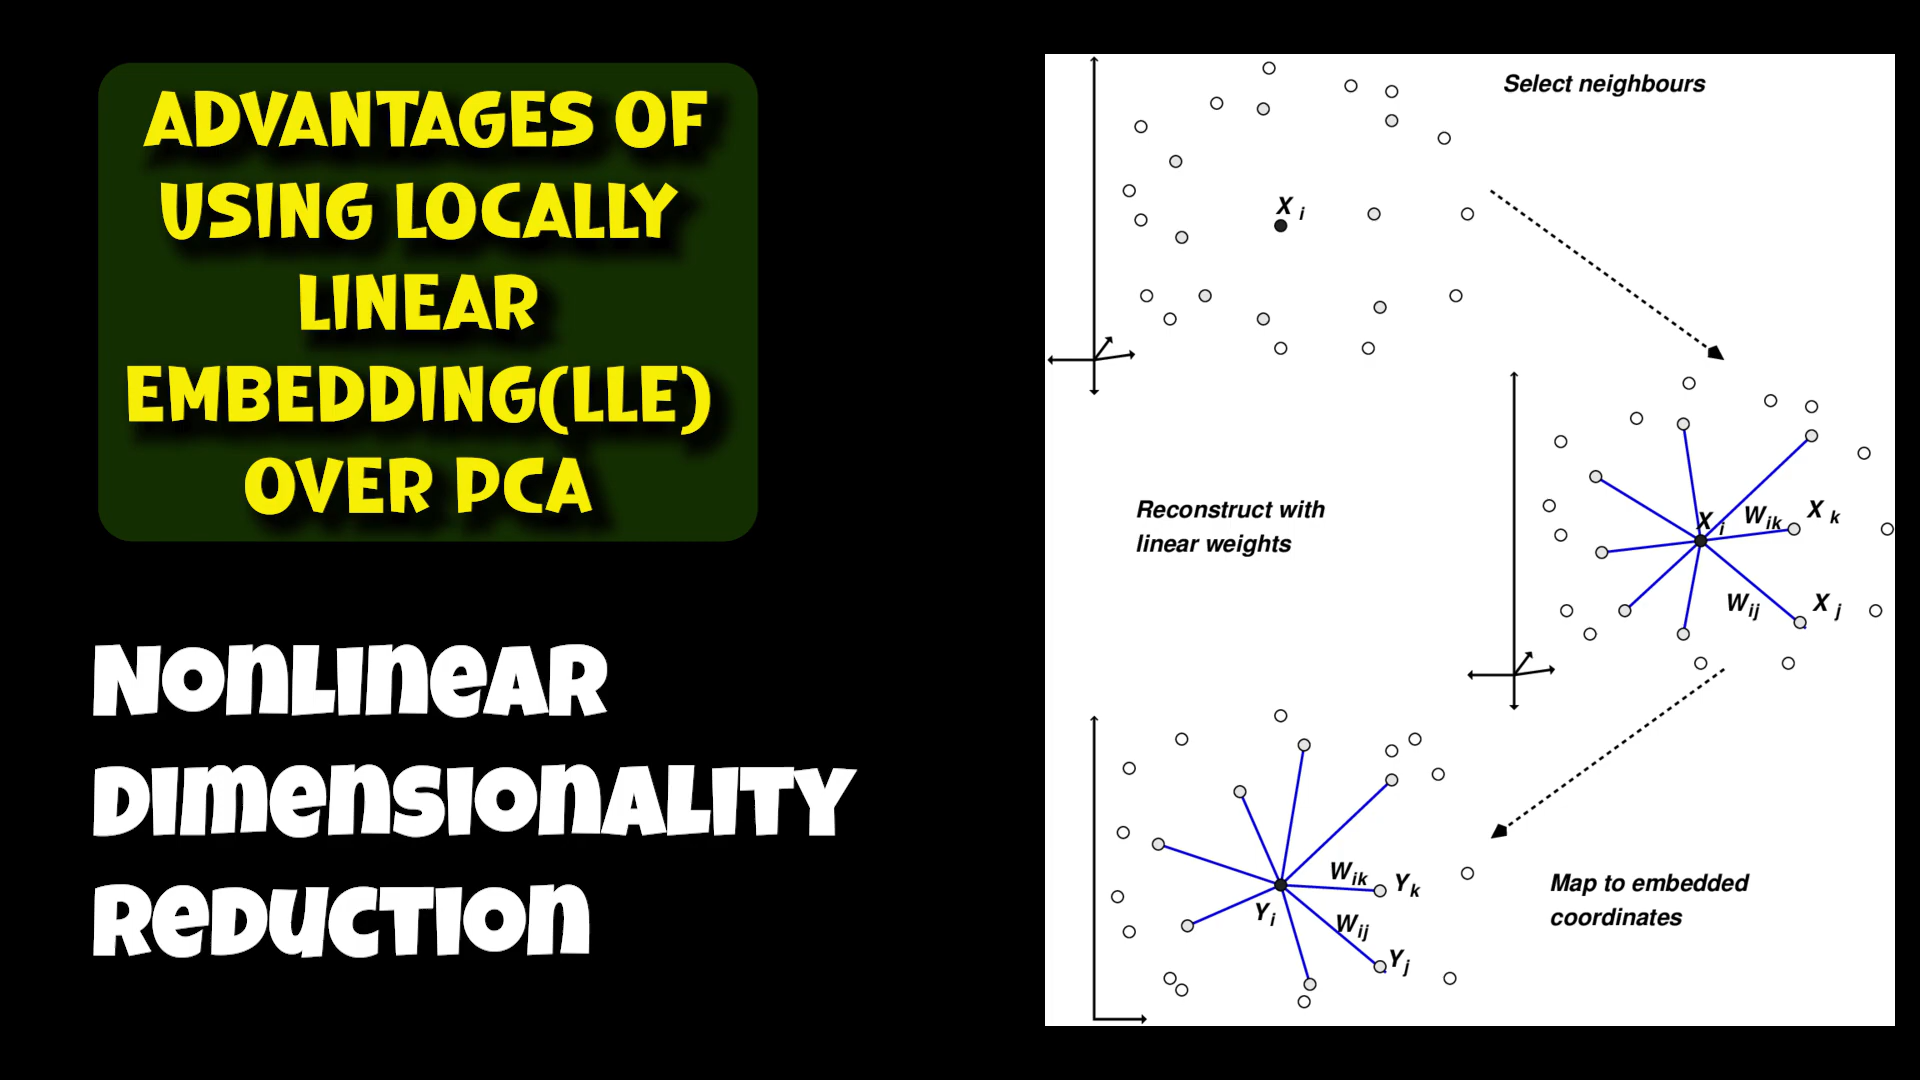 ADVANTAGES OF
USING LOCALLY
LINEAR
EMBEDDING(LLE)
OVER PCA
NONLINEAR
DIMENSIONALITY
REDUCTION
Select neighbours
X i
Reconstruct with
linear weights
X i
W ik
X k
W ij
X j
W ik
Y k
Y i
W ij
Y j
Map to embedded
coordinates